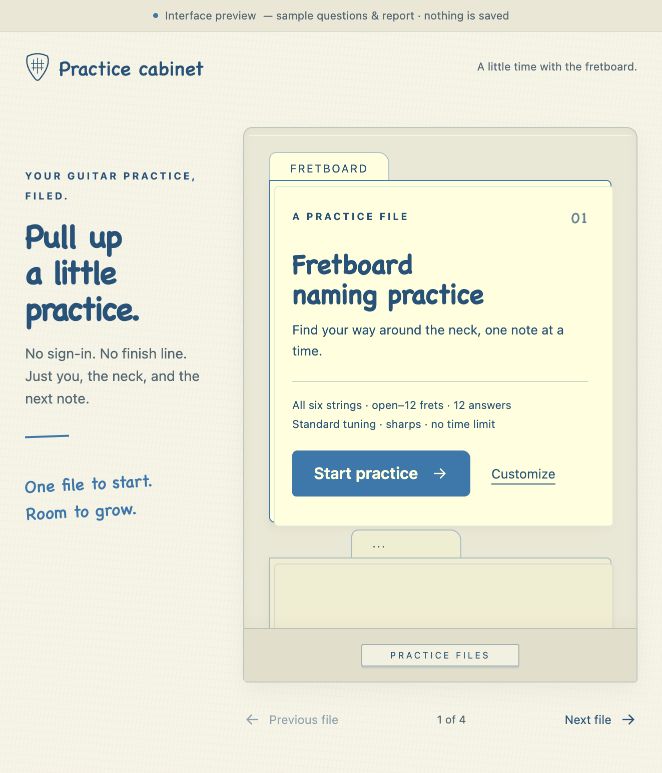 Interface preview — sample questions & report · nothing is saved
Practice cabinet
A little time with the fretboard.
YOUR GUITAR PRACTICE,
FILED.
Pull up
a little
practice.
No sign-in. No finish line.
Just you, the neck, and the
next note.
One file to start.
Room to grow.
FRETBOARD
A PRACTICE FILE
01
Fretboard
naming practice
Find your way around the neck, one note at a
time.
All six strings · open–12 frets · 12 answers
Standard tuning · sharps · no time limit
Start practice →
Customize
...
PRACTICE FILES
← Previous file
1 of 4
Next file →